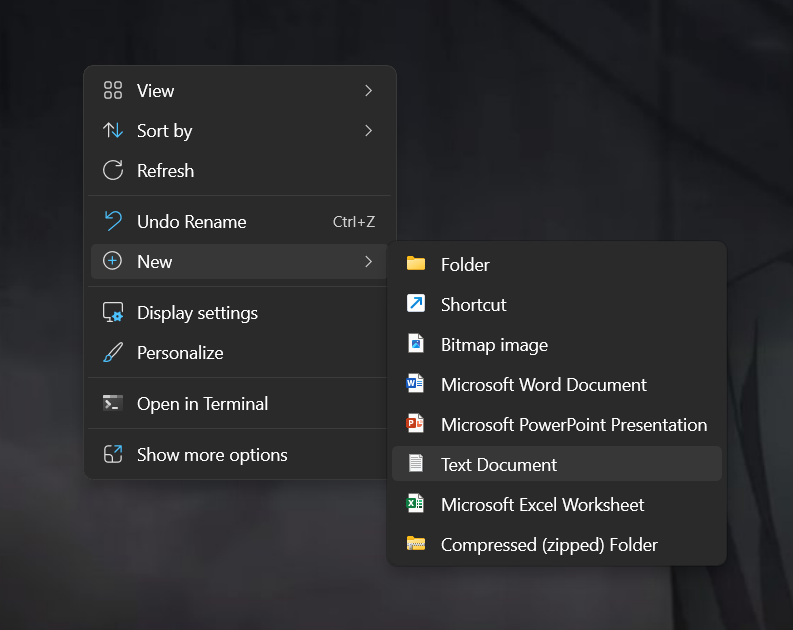 View
Sort by
Refresh
Undo Rename Ctrl+Z
New
Display settings
Personalize
Open in Terminal
Show more options
Folder
Shortcut
Bitmap image
Microsoft Word Document
Microsoft PowerPoint Presentation
Text Document
Microsoft Excel Worksheet
Compressed (zipped) Folder